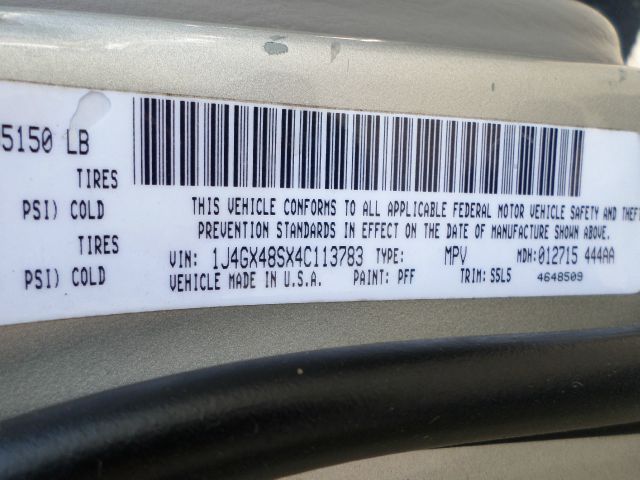 5150 LB
TIRES
PSI) COLD
TIRES
PSI) COLD
THIS VEHICLE CONFORMS TO ALL APPLICABLE FEDERAL MOTOR VEHICLE SAFETY AND THEFT
PREVENTION STANDARDS IN EFFECT ON THE DATE OF MANUFACTURE SHOWN ABOVE.
VIN: 1J4GX48SX4C113783 TYPE: MPV MDH: 012715 444AA
VEHICLE MADE IN U.S.A. PAINT: PFF TRIM: S5L5 4648509